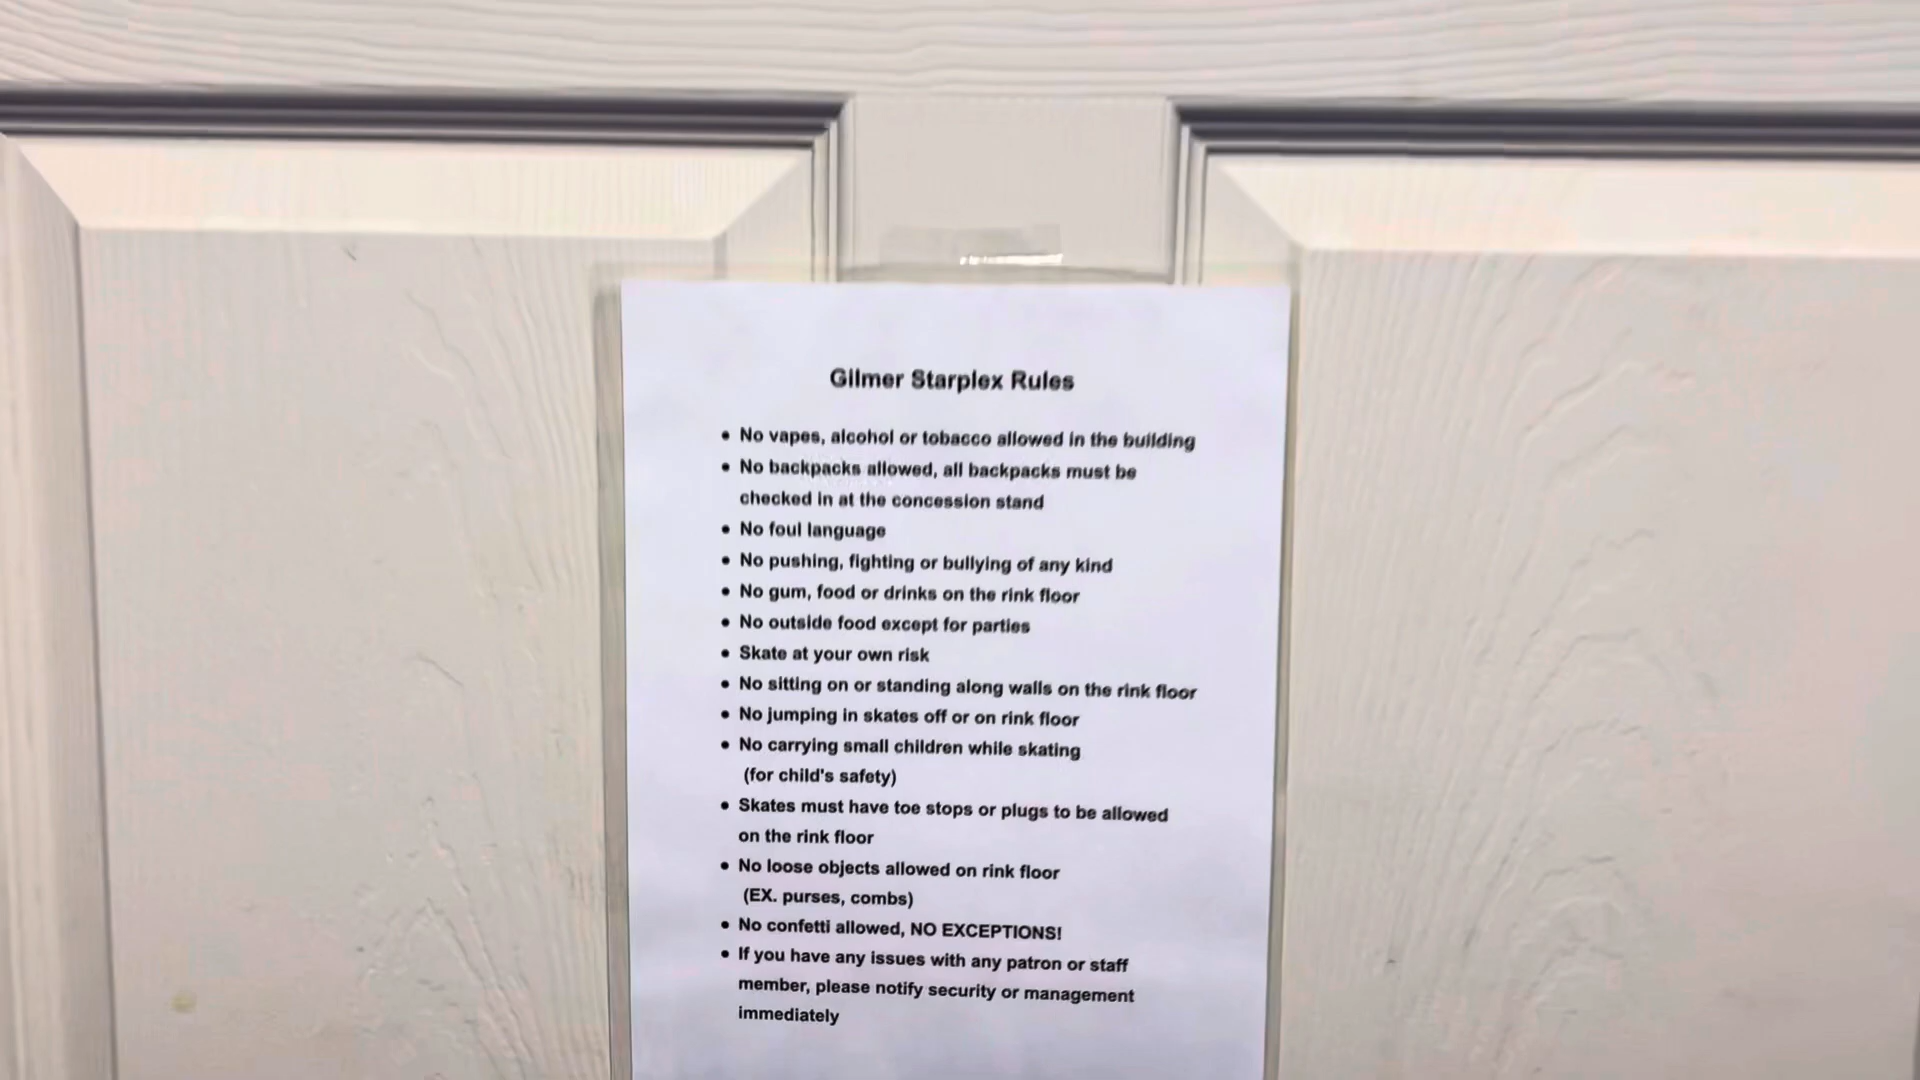 Gilmer Starplex Rules
• No vapes, alcohol or tobacco allowed in the building
• No backpacks allowed, all backpacks must be
checked in at the concession stand
• No foul language
• No pushing, fighting or bullying of any kind
• No gum, food or drinks on the rink floor
• No outside food except for parties
• Skate at your own risk
• No sitting on or standing along walls on the rink floor
• No jumping in skates off or on rink floor
• No carrying small children while skating
(for child's safety)
• Skates must have toe stops or plugs to be allowed
on the rink floor
• No loose objects allowed on rink floor
(EX. purses, combs)
• No confetti allowed, NO EXCEPTIONS!
• If you have any issues with any patron or staff
member, please notify security or management
immediately